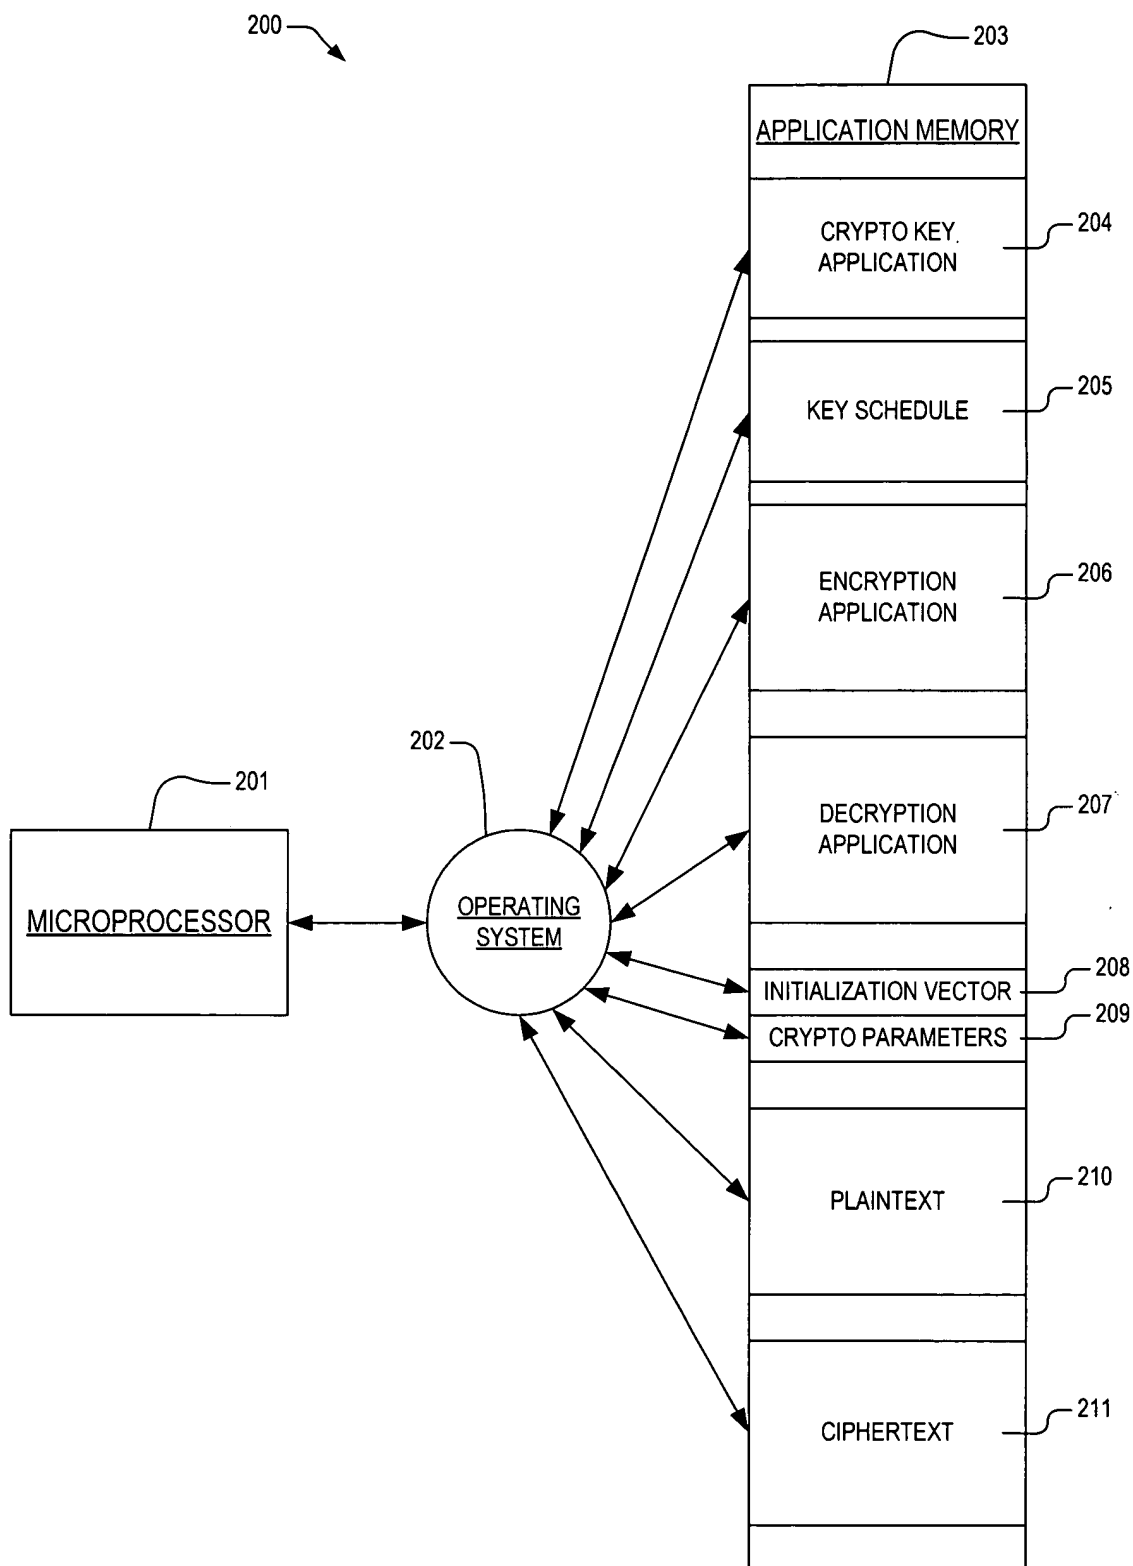 200
203
APPLICATION MEMORY
CRYPTO KEY.
APPLICATION
204
KEY SCHEDULE
205
ENCRYPTION
APPLICATION
206
202
201
DECRYPTION
APPLICATION
207
MICROPROCESSOR
OPERATING
SYSTEM
INITIALIZATION VECTOR
208
CRYPTO PARAMETERS
209
PLAINTEXT
210
CIPHERTEXT
211